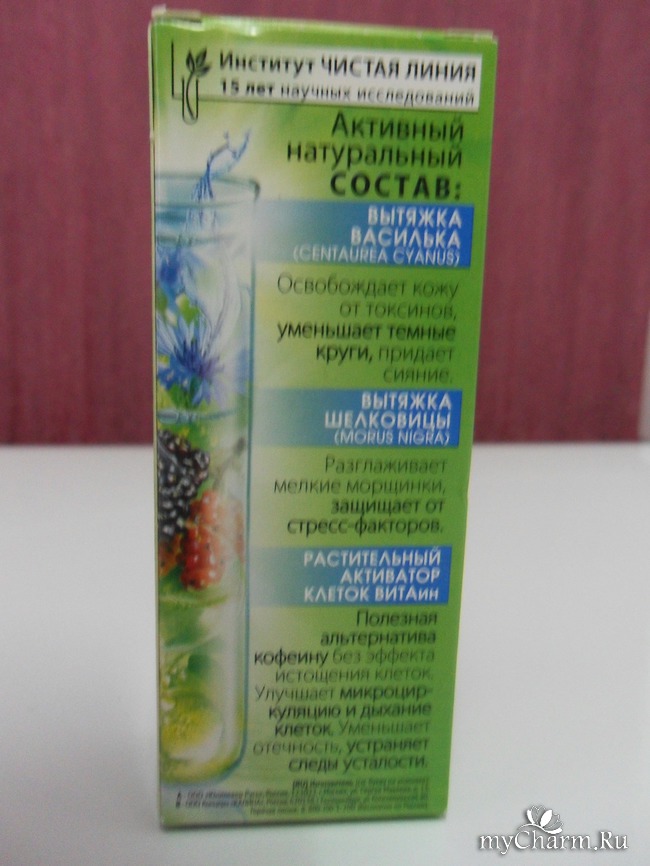 Институт ЧИСТАЯ ЛИНИЯ
15 лет научных исследований
Активный
натуральный
СОСТАВ:
ВЫТЯЖКА
ВАСИЛЬКА
(CENTAUREA CYANUS)
Освобождает кожу
от токсинов,
уменьшает темные
круги, придает
сияние.
ВЫТЯЖКА
ШЕЛКОВИЦЫ
(MORUS NIGRA)
Разглаживает
мелкие морщинки,
защищает от
стресс-факторов.
РАСТИТЕЛЬНЫЙ
АКТИВАТОР
КЛЕТОК ВИТАин
Полезная
альтернатива
кофеину без эффекта
истощения клеток.
Улучшает микроцир-
куляцию и дыхание
клеток. Уменьшает
отечность, устраняет
следы усталости.
myCharm.Ru